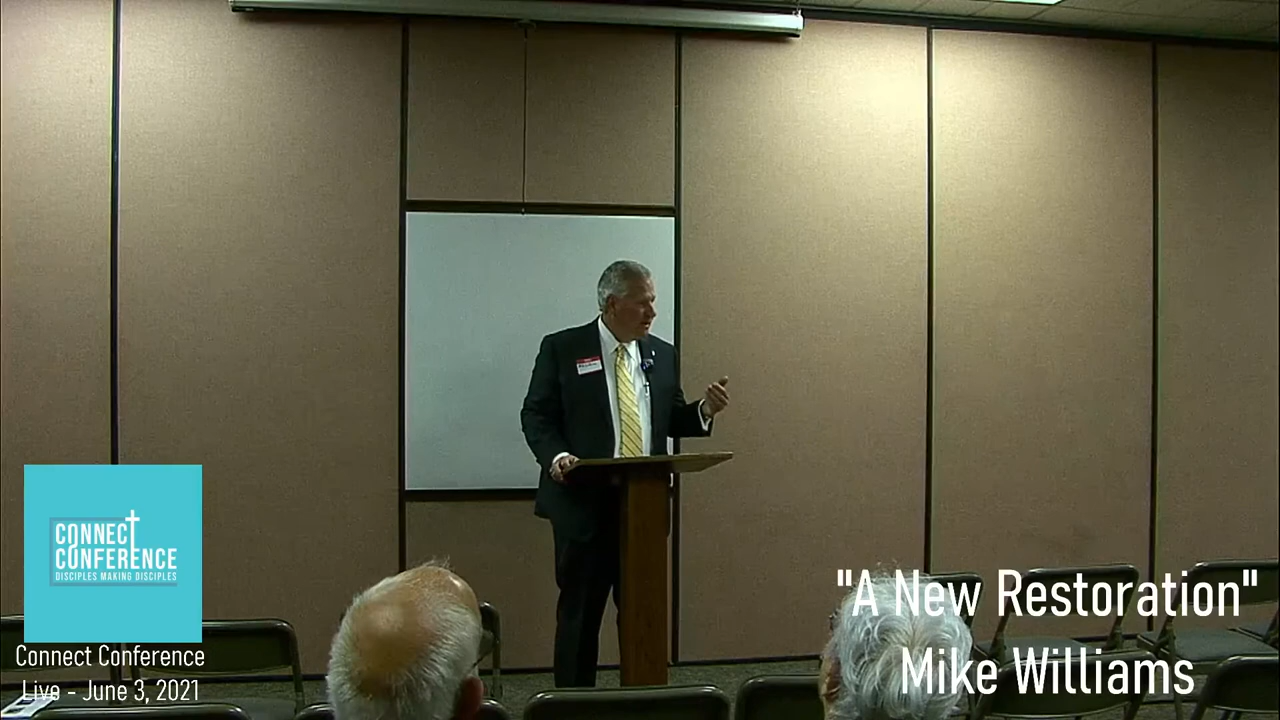 CONNECT
CONFERENCE
DISCIPLES MAKING DISCIPLES
Connect Conference
Live - June 3, 2021
"A New Restoration"
Mike Williams